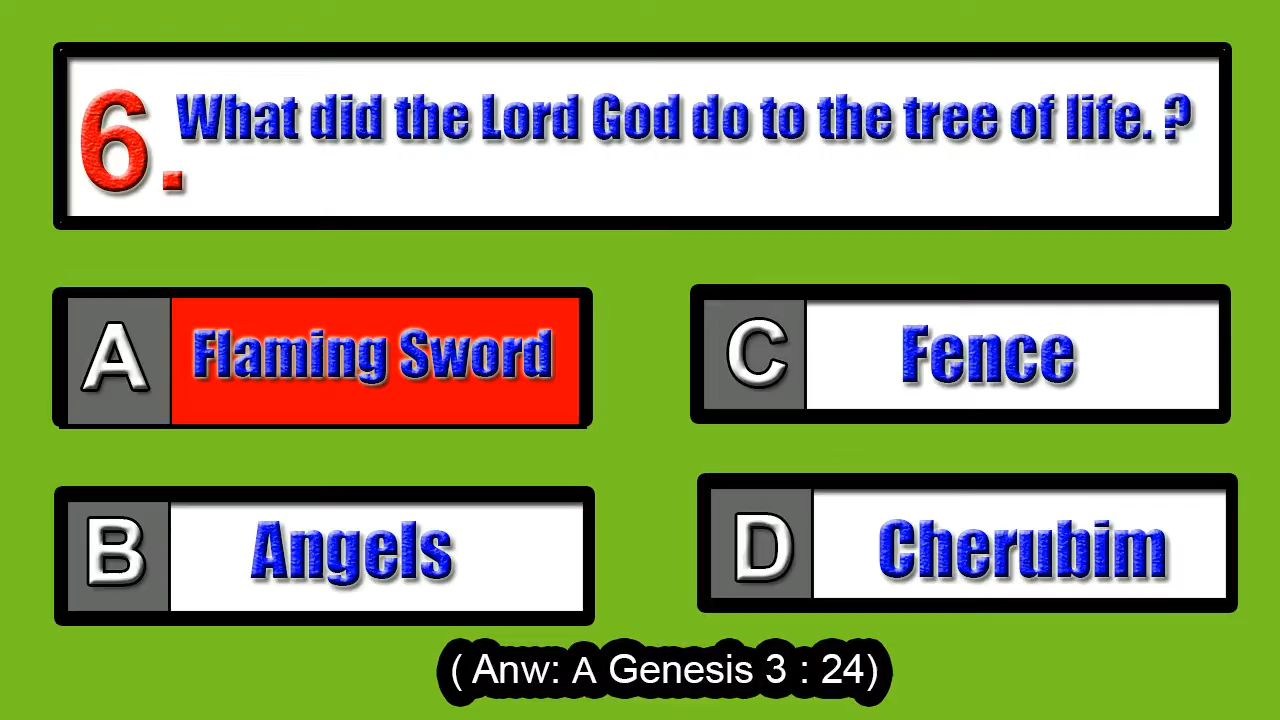 6. What did the Lord God do to the tree of life. ?
A Flaming Sword
C Fence
B Angels
D Cherubim
( Anw: A Genesis 3 : 24)